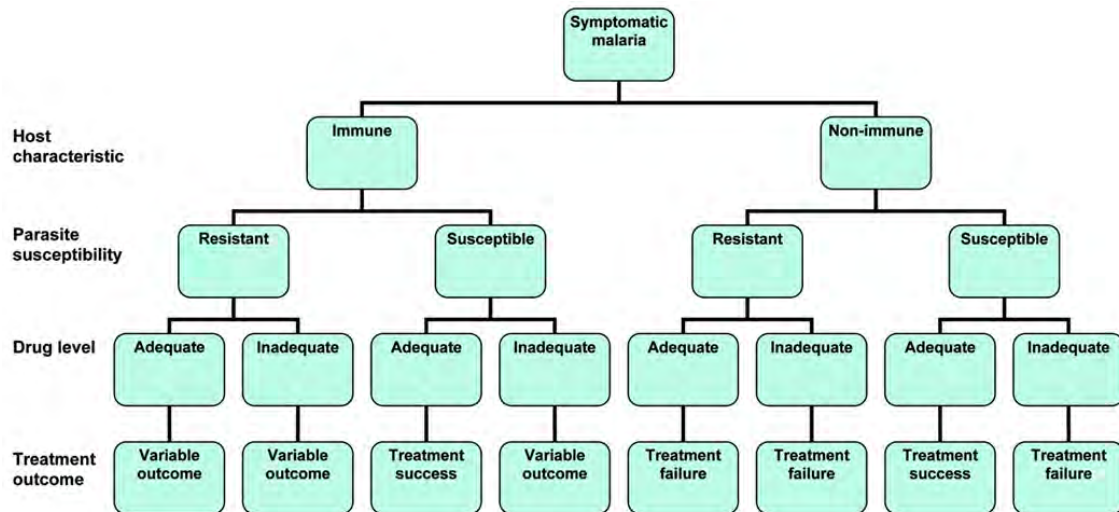 Symptomatic
malaria
Host
characteristic
Immune
Non-immune
Parasite
susceptibility
Resistant
Susceptible
Resistant
Susceptible
Drug level
Adequate
Inadequate
Adequate
Inadequate
Adequate
Inadequate
Adequate
Inadequate
Treatment
outcome
Variable
outcome
Variable
outcome
Treatment
success
Variable
outcome
Treatment
failure
Treatment
failure
Treatment
success
Treatment
failure